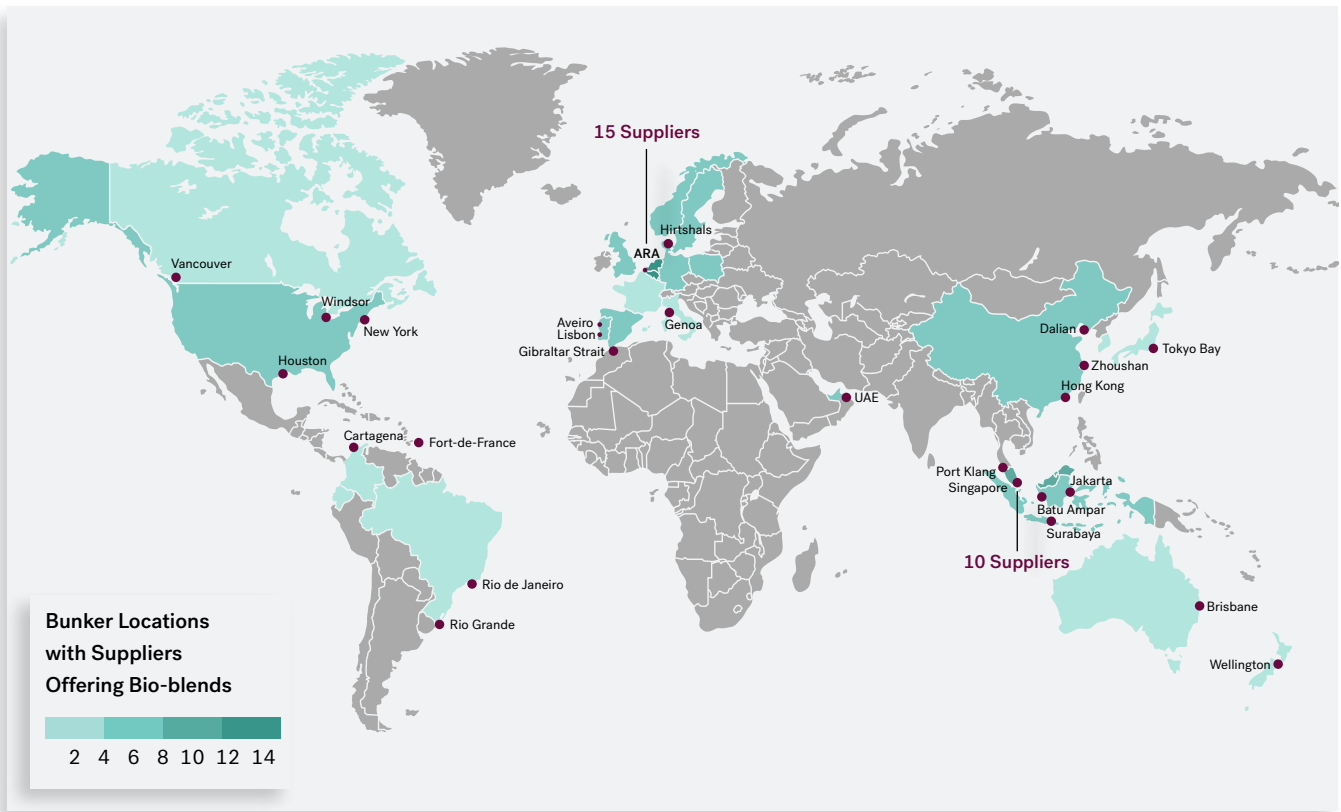 15 Suppliers
Hirtshals
ARA
Vancouver
Windsor
New York
Houston
Aveiro
Lisbon
Genoa
Gibraltar Strait
Dalian
Tokyo Bay
Zhoushan
Hong Kong
UAE
Cartagena
Fort-de-France
Port Klang
Singapore
Jakarta
Batu Ampar
Surabaya
10 Suppliers
Rio de Janeiro
Rio Grande
Brisbane
Wellington
Bunker Locations
with Suppliers
Offering Bio-blends
2 4 6 8 10 12 14